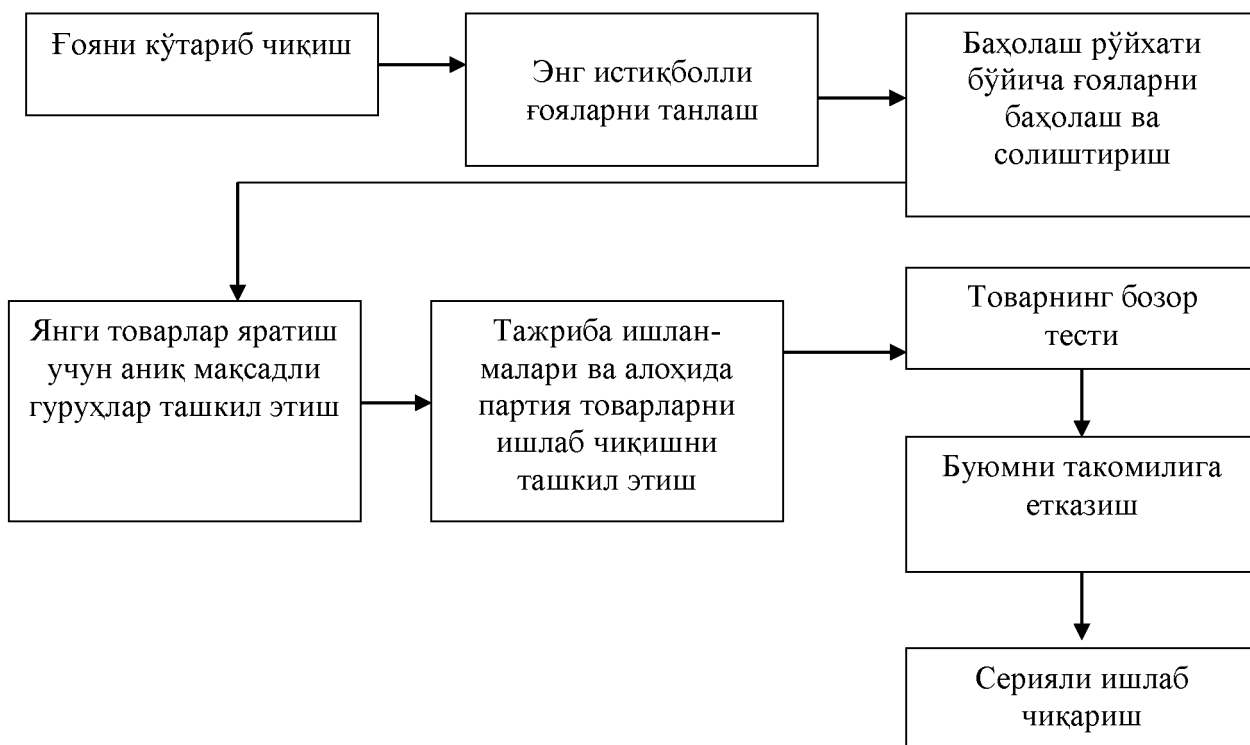 Ғояни кўтариб чиқиш
Энг истиқболли
ғояларни танлаш
Баҳолаш рўйхати
бўйича ғояларни
баҳолаш ва
солиштириш
Янги товарлар яратиш
учун аниқ мақсадли
гуруҳлар ташкил этиш
Тажриба ишлан-
малари ва алоҳида
партия товарларни
ишлаб чиқишни
ташкил этиш
Товарнинг бозор
тести
Буюмни такомилига
етказиш
Серияли ишлаб
чиқариш